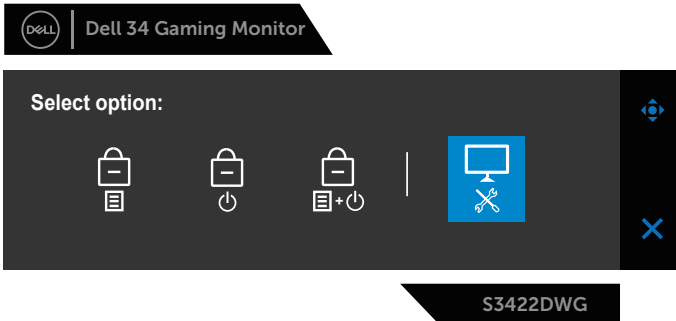 DELL
Dell 34 Gaming Monitor
Select option:
+
S3422DWG